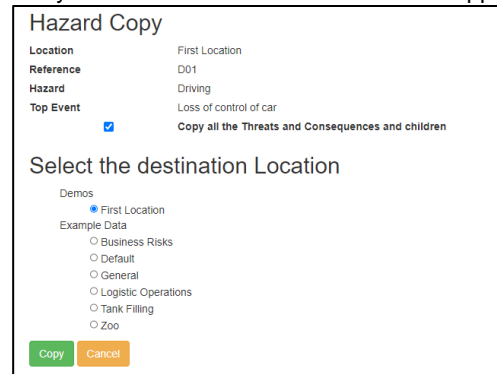 Hazard Copy
Location First Location
Reference D01
Hazard Driving
Top Event Loss of control of car
Copy all the Threats and Consequences and children
Select the destination Location
Demos
First Location
Example Data
Business Risks
Default
General
Logistic Operations
Tank Filling
Zoo
Copy Cancel